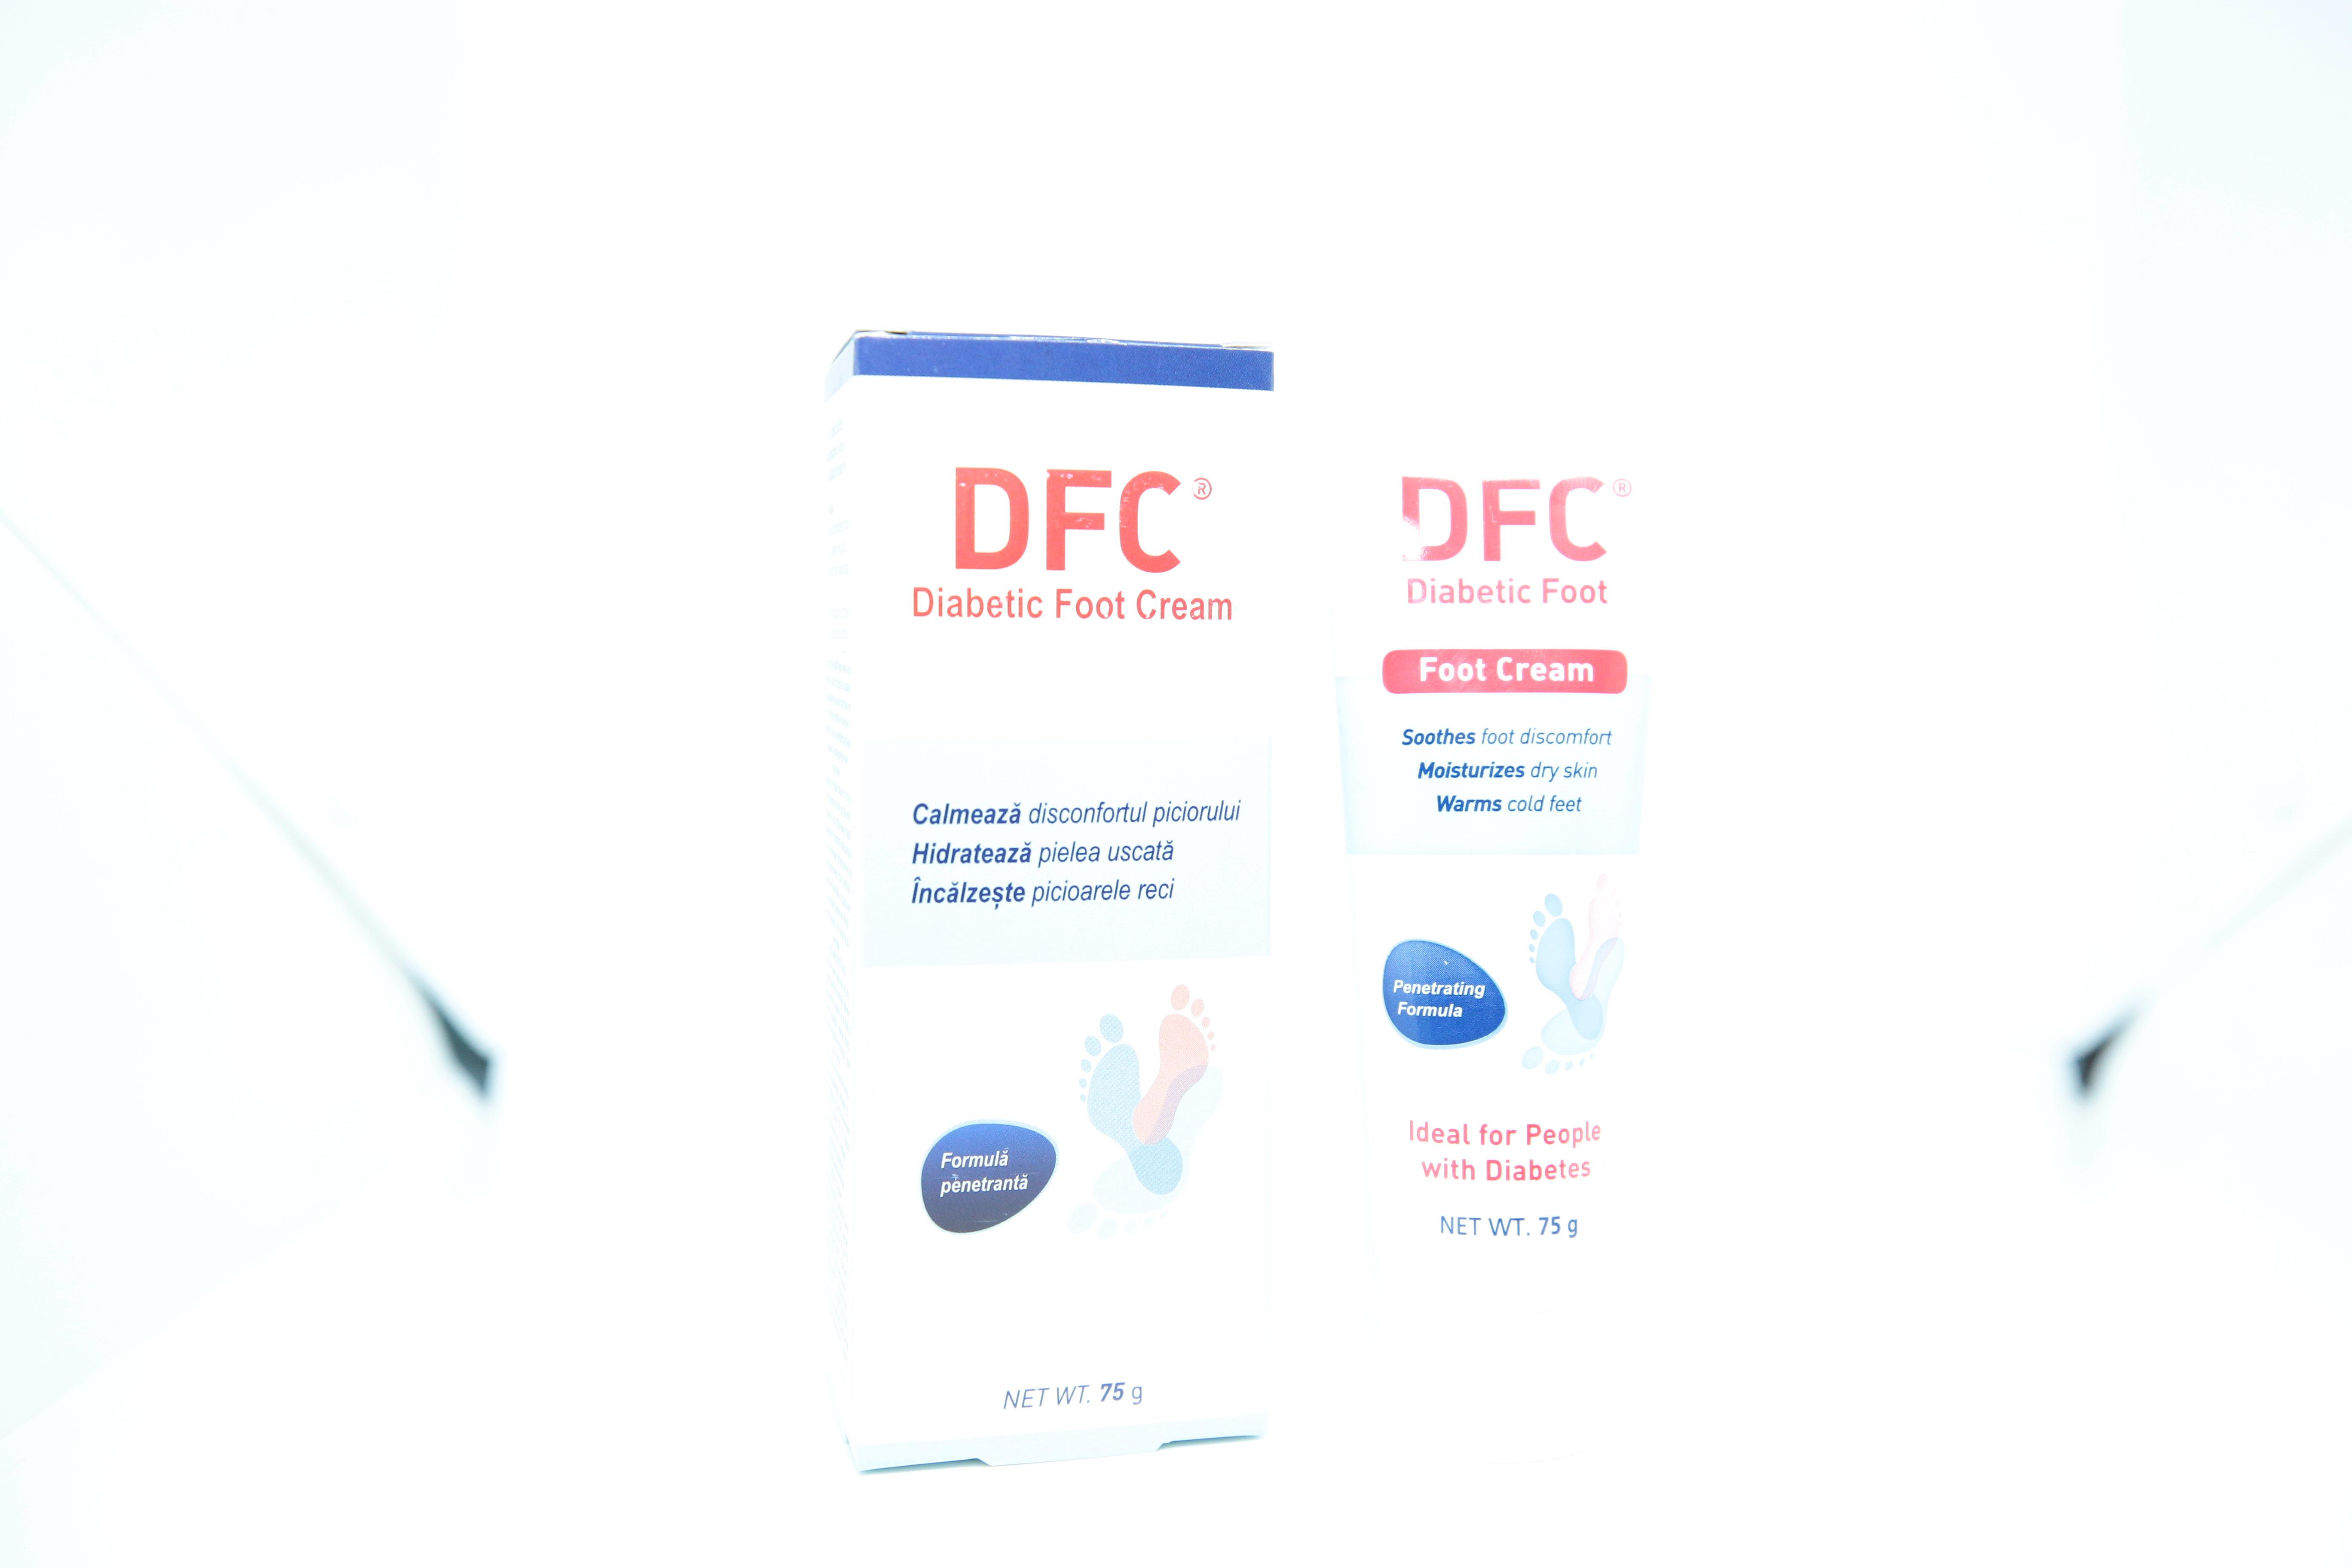 DFC®
Diabetic Foot Cream
Calmează disconfortul piciorului
Hidratează pielea uscată
Încălzește picioarele reci
Formulă
penetrantă
NET WT. 75 g
DFC®
Diabetic Foot
Foot Cream
Soothes foot discomfort
Moisturizes dry skin
Warms cold feet
Penetrating
Formula
Ideal for People
with Diabetes
NET WT. 75 g